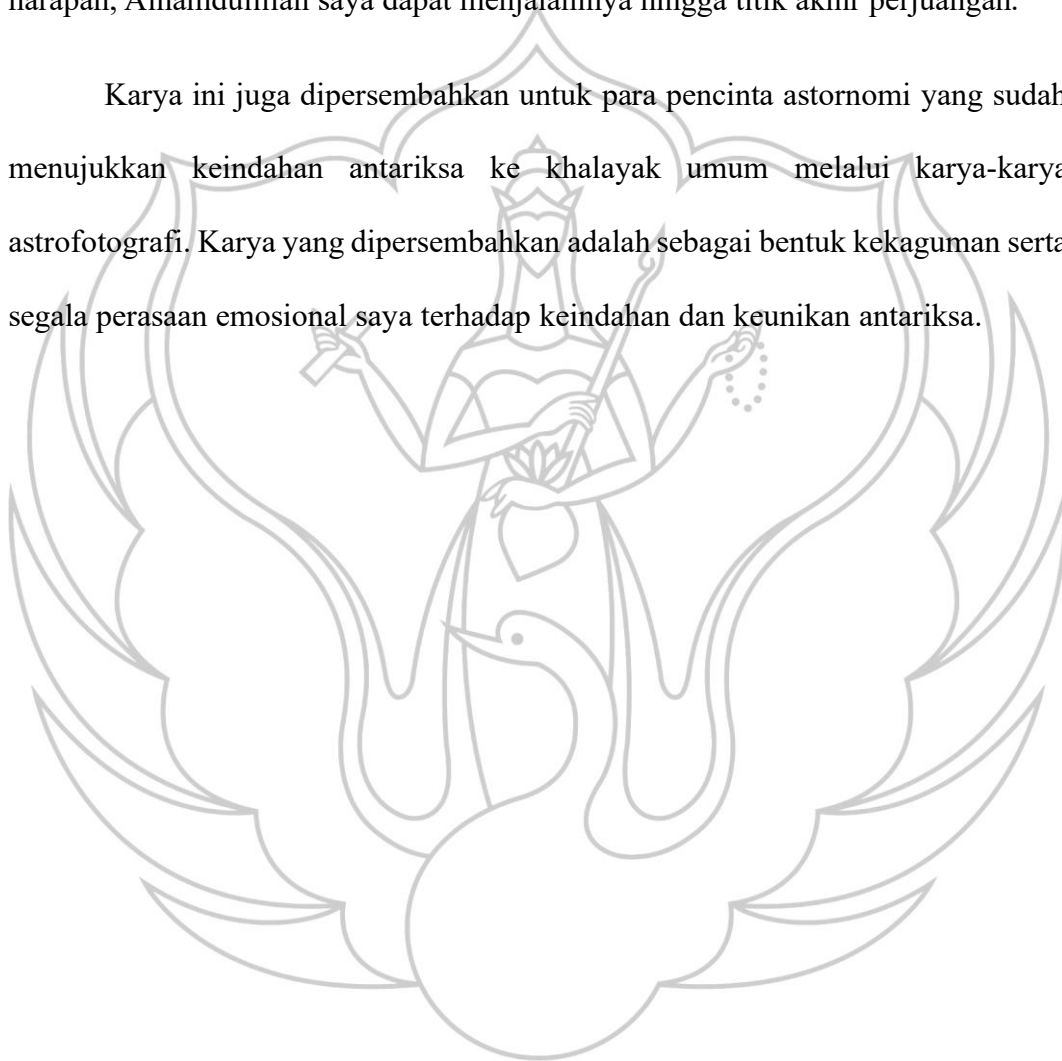 harapan, Alhamdulillah saya dapat menjalaninya hingga titik akhir perjuangan.
Karya ini juga dipersembahkan untuk para pencinta astornomi yang sudah
menujukkan keindahan antariksa ke khalayak umum melalui karya-karya
astrofotografi. Karya yang dipersembahkan adalah sebagai bentuk kekaguman serta
segala perasaan emosional saya terhadap keindahan dan keunikan antariksa.